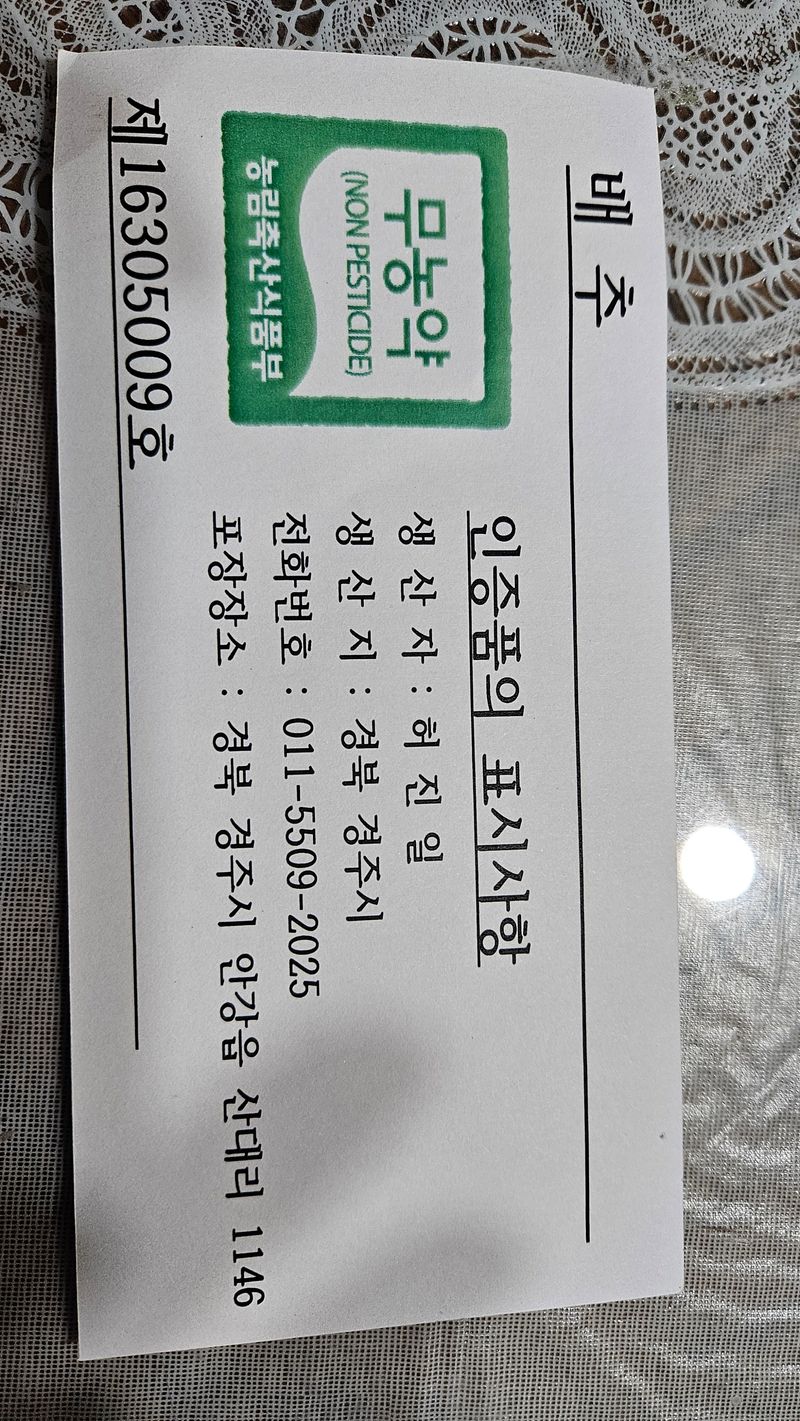 배 추
무농약
(NON PESTICIDE)
농림축산식품부
제16305009호
인증품의 표시사항
생 산 자 : 허 진 일
생 산 지 : 경북 경주시
전화번호 : 011-5509-2025
포장장소 : 경북 경주시 안강읍 산대리 1146